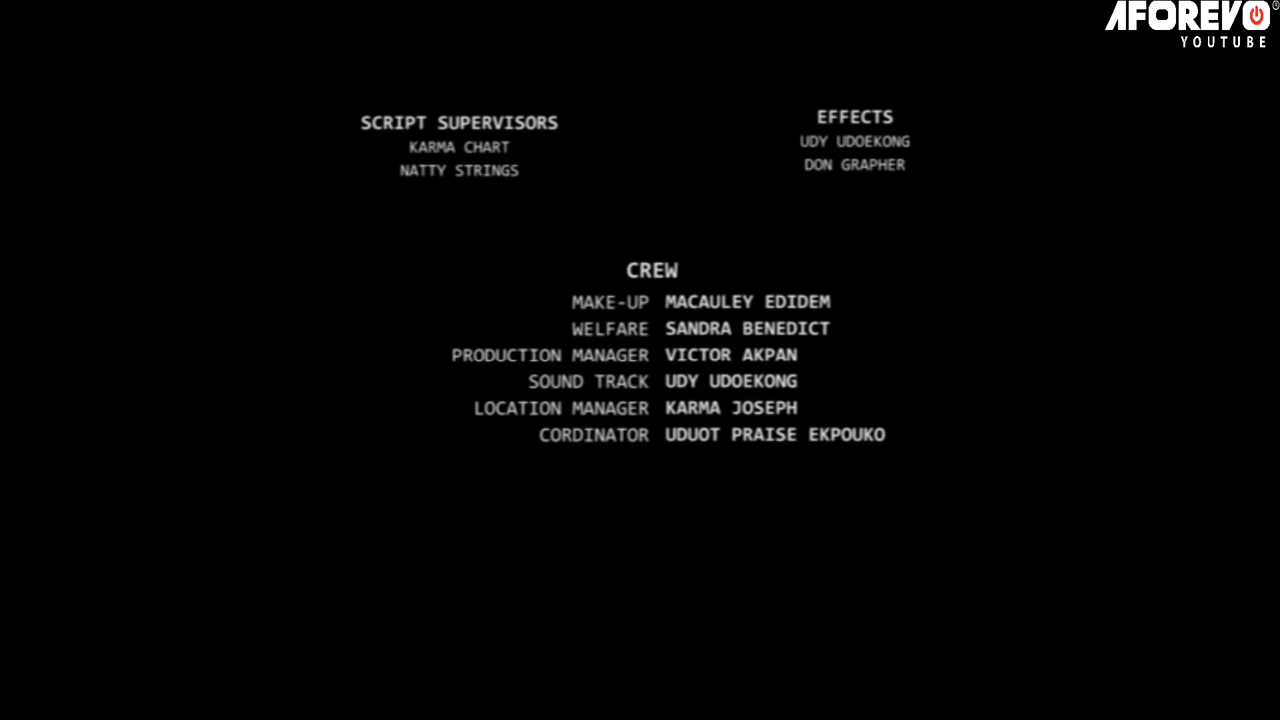 AFOREVO
YOUTUBE
SCRIPT SUPERVISORS
KARMA CHART
NATTY STRINGS
EFFECTS
UDY UDOEKONG
DON GRAPHER
CREW
MAKE-UP MACAULEY EDIDEM
WELFARE SANDRA BENEDICT
PRODUCTION MANAGER VICTOR AKPAN
SOUND TRACK UDY UDOEKONG
LOCATION MANAGER KARMA JOSEPH
CORDINATOR UDUOT PRAISE EKPOUKO